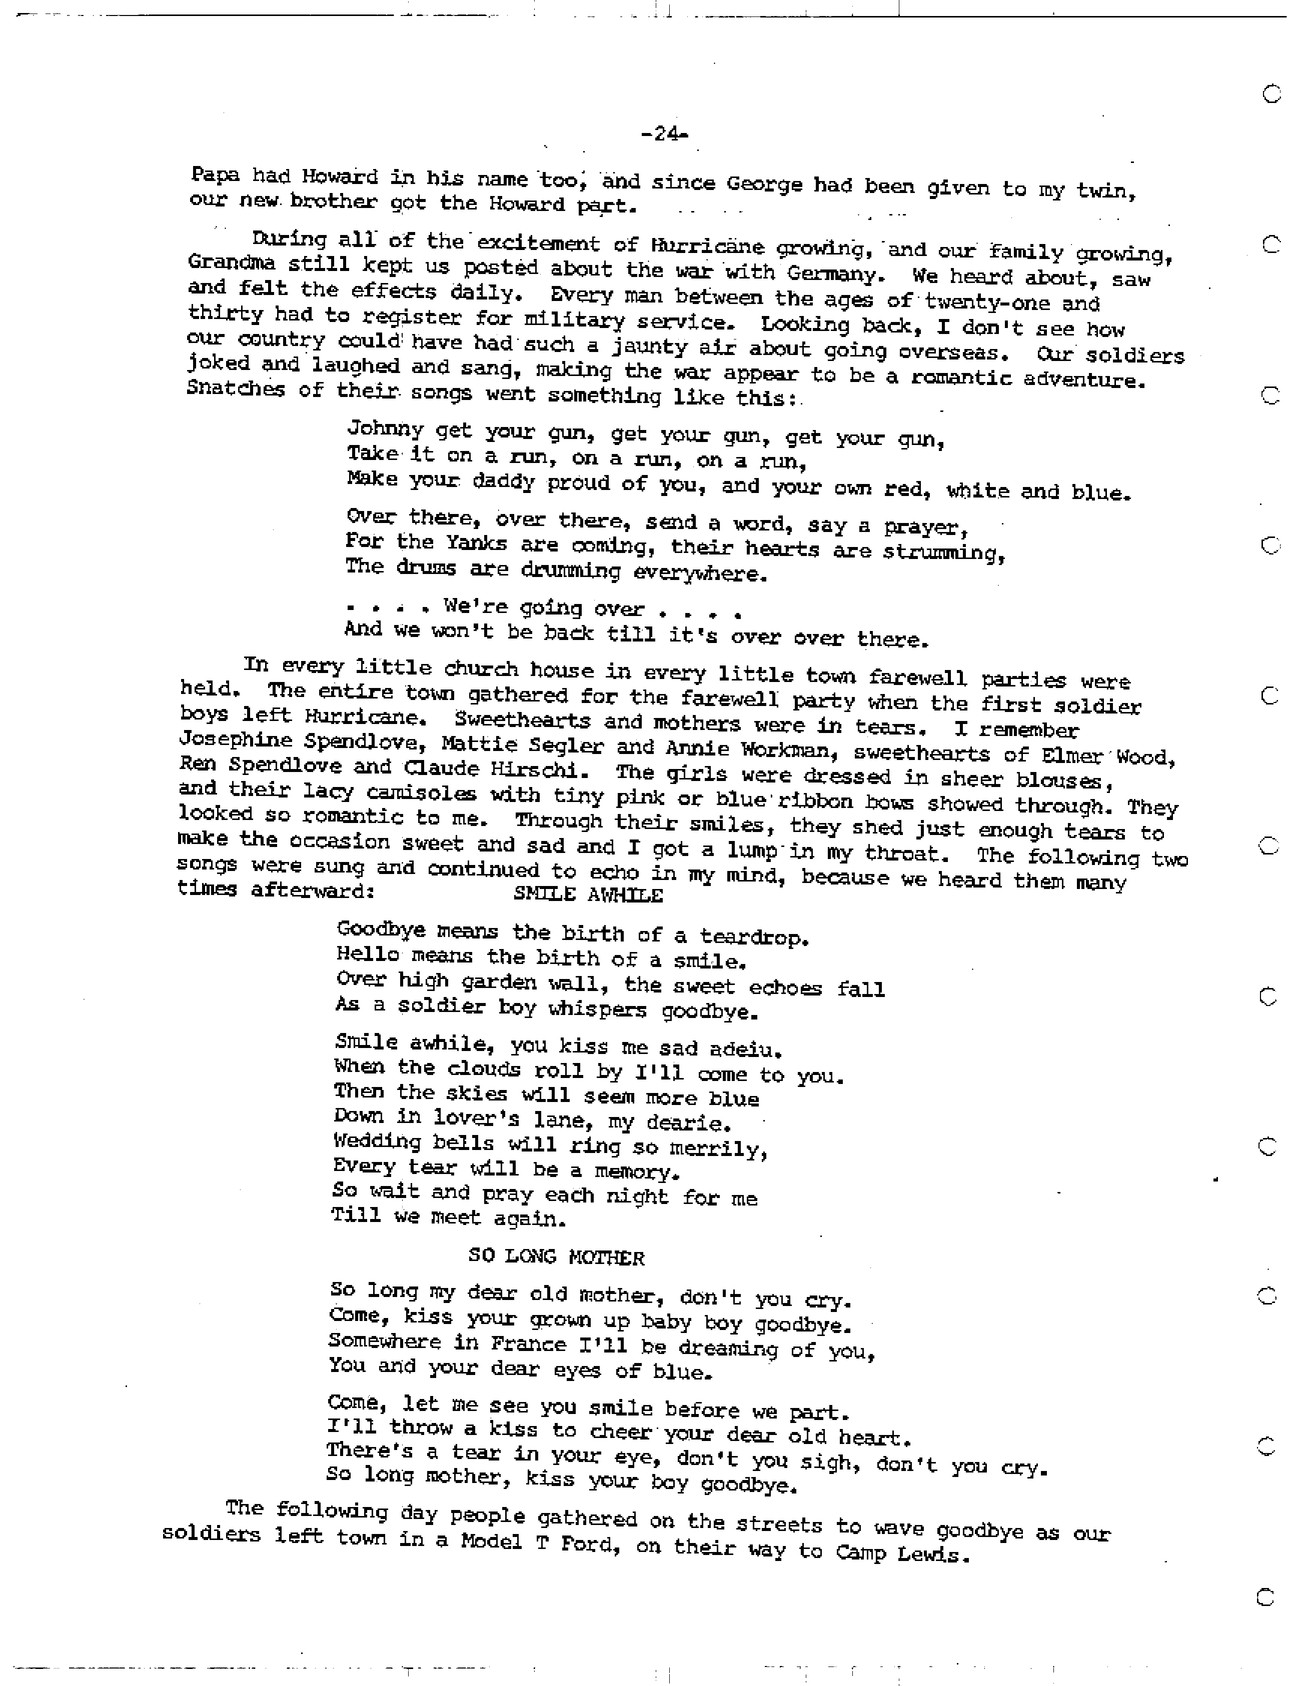 -24-
Papa had Howard in his name too, and since George had been given to my twin,
our new brother got the Howard part.
During all of the excitement of Hurricane growing, and our family growing,
Grandma still kept us posted about the war with Germany. We heard about, saw
and felt the effects daily. Every man between the ages of twenty-one and
thirty had to register for military service. Looking back, I don't see how
our country could have had such a jaunty air about going overseas. Our soldiers
joked and laughed and sang, making the war appear to be a romantic adventure.
Snatches of their songs went something like this:
Johnny get your gun, get your gun, get your gun,
Take it on a run, on a run, on a run,
Make your daddy proud of you, and your own red, white and blue.
Over there, over there, send a word, say a prayer,
For the Yanks are coming, their hearts are strumming,
The drums are drumming everywhere.
. . . . We're going over . . . .
And we won't be back till it's over over there.
In every little church house in every little town farewell parties were
held. The entire town gathered for the farewell party when the first soldier
boys left Hurricane. Sweethearts and mothers were in tears. I remember
Josephine Spendlove, Mattie Segler and Annie Workman, sweethearts of Elmer Wood,
Ren Spendlove and Claude Hirschi. The girls were dressed in sheer blouses,
and their lacy camisoles with tiny pink or blue ribbon bows showed through. They
looked so romantic to me. Through their smiles, they shed just enough tears to
make the occasion sweet and sad and I got a lump in my throat. The following two
songs were sung and continued to echo in my mind, because we heard them many
times afterward: SMILE AWHILE
Goodbye means the birth of a teardrop.
Hello means the birth of a smile.
Over high garden wall, the sweet echoes fall
As a soldier boy whispers goodbye.
Smile awhile, you kiss me sad adeiu.
When the clouds roll by I'll come to you.
Then the skies will seem more blue
Down in lover's lane, my dearie.
Wedding bells will ring so merrily,
Every tear will be a memory.
So wait and pray each night for me
Till we meet again.
SO LONG MOTHER
So long my dear old mother, don't you cry.
Come, kiss your grown up baby boy goodbye.
Somewhere in France I'll be dreaming of you,
You and your dear eyes of blue.
Come, let me see you smile before we part.
I'll throw a kiss to cheer your dear old heart.
There's a tear in your eye, don't you sigh, don't you cry.
So long mother, kiss your boy goodbye.
The following day people gathered on the streets to wave goodbye as our
soldiers left town in a Model T Ford, on their way to Camp Lewis.